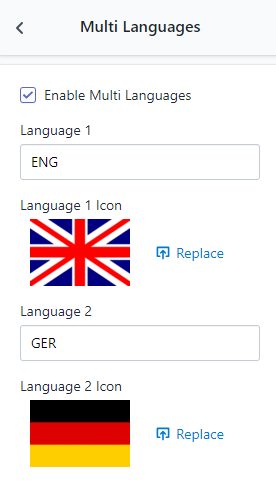 Multi Languages
Enable Multi Languages
Language 1
ENG
Language 1 Icon
Replace
Language 2
GER
Language 2 Icon
Replace